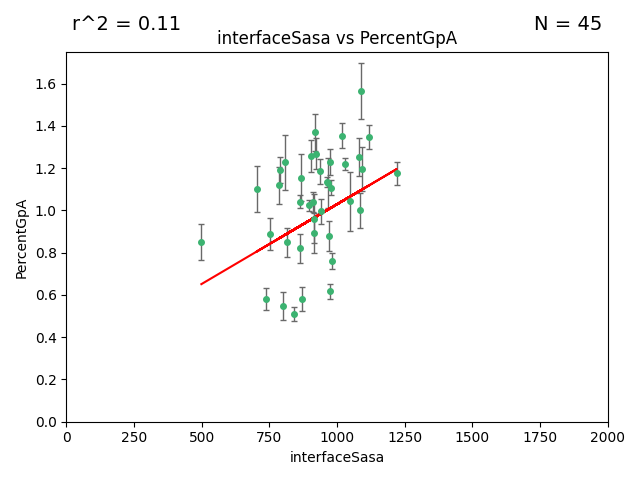 r^2 = 0.11
N = 45
interfaceSasa vs PercentGpA
PercentGpA
1.6
1.4
1.2
1.0
0.8
0.6
0.4
0.2
0.0
0 250 500 750 1000 1250 1500 1750 2000
interfaceSasa